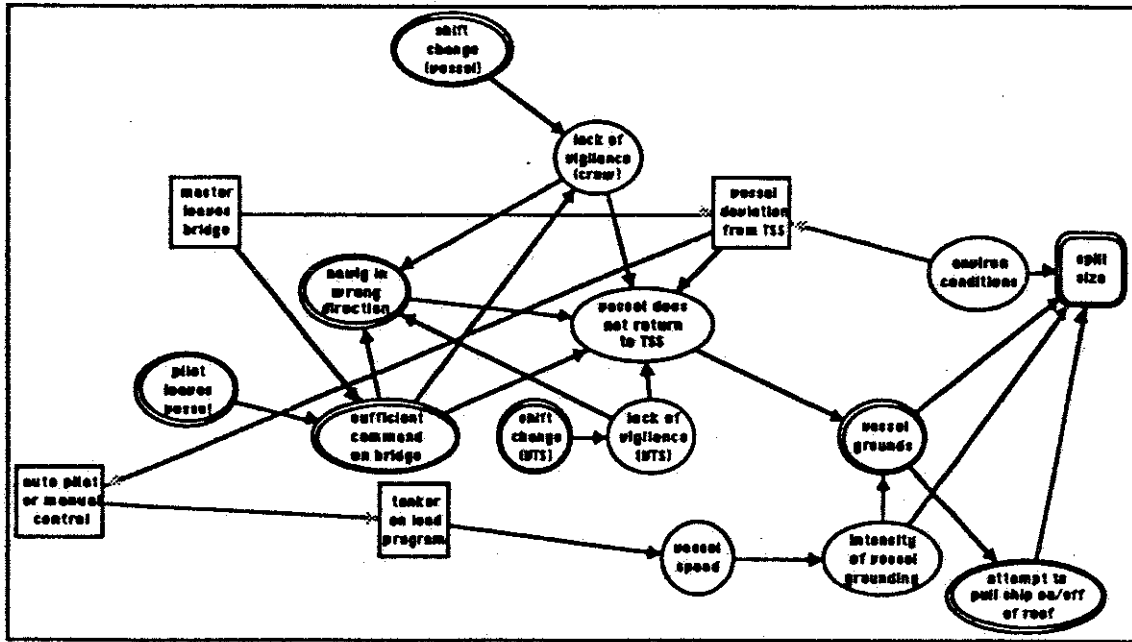 shift
change
(vessel)
lack of
vigilance
(crew)
master
leaves
bridge
vessel
deviation
from TSS
environ
conditions
spill
size
navig in
wrong
direction
vessel does
not return
to TSS
pilot
leaves
vessel
sufficient
command
on bridge
shift
change
(VTS)
lack of
vigilance
(VTS)
vessel
grounds
auto pilot
or manual
control
tanker
on load
program
vessel
speed
intensity
of vessel
grounding
attempt to
pull ship on/off
of reef